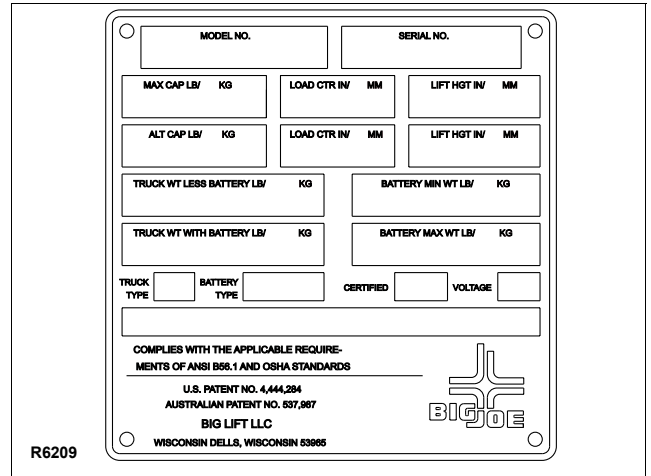 MODEL NO. SERIAL NO.
MAX CAP LB/ KG LOAD CTR IN/ MM LIFT HGT IN/ MM
ALT CAP LB/ KG LOAD CTR IN/ MM LIFT HGT IN/ MM
TRUCK WT LESS BATTERY LB/ KG BATTERY MIN WT LB/ KG
TRUCK WT WITH BATTERY LB/ KG BATTERY MAX WT LB/ KG
TRUCK TYPE BATTERY TYPE CERTIFIED VOLTAGE
COMPLIES WITH THE APPLICABLE REQUIRE-
MENTS OF ANSI B56.1 AND OSHA STANDARDS
U.S. PATENT NO. 4,444,284
AUSTRALIAN PATENT NO. 537,987
BIG LIFT LLC
WISCONSIN DELLS, WISCONSIN 53965
BIG JOE
R6209